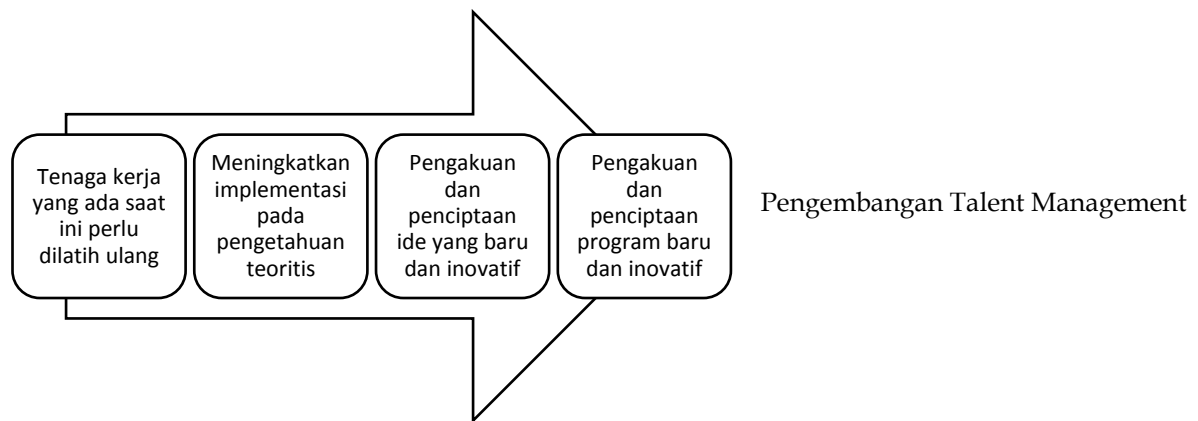 Tenaga kerja
yang ada saat
ini perlu
dilatih ulang
Meningkatkan
implementasi
pada
pengetahuan
teoritis
Pengakuan
dan
penciptaan
ide yang baru
dan inovatif
Pengakuan
dan
penciptaan
program baru
dan inovatif
Pengembangan Talent Management